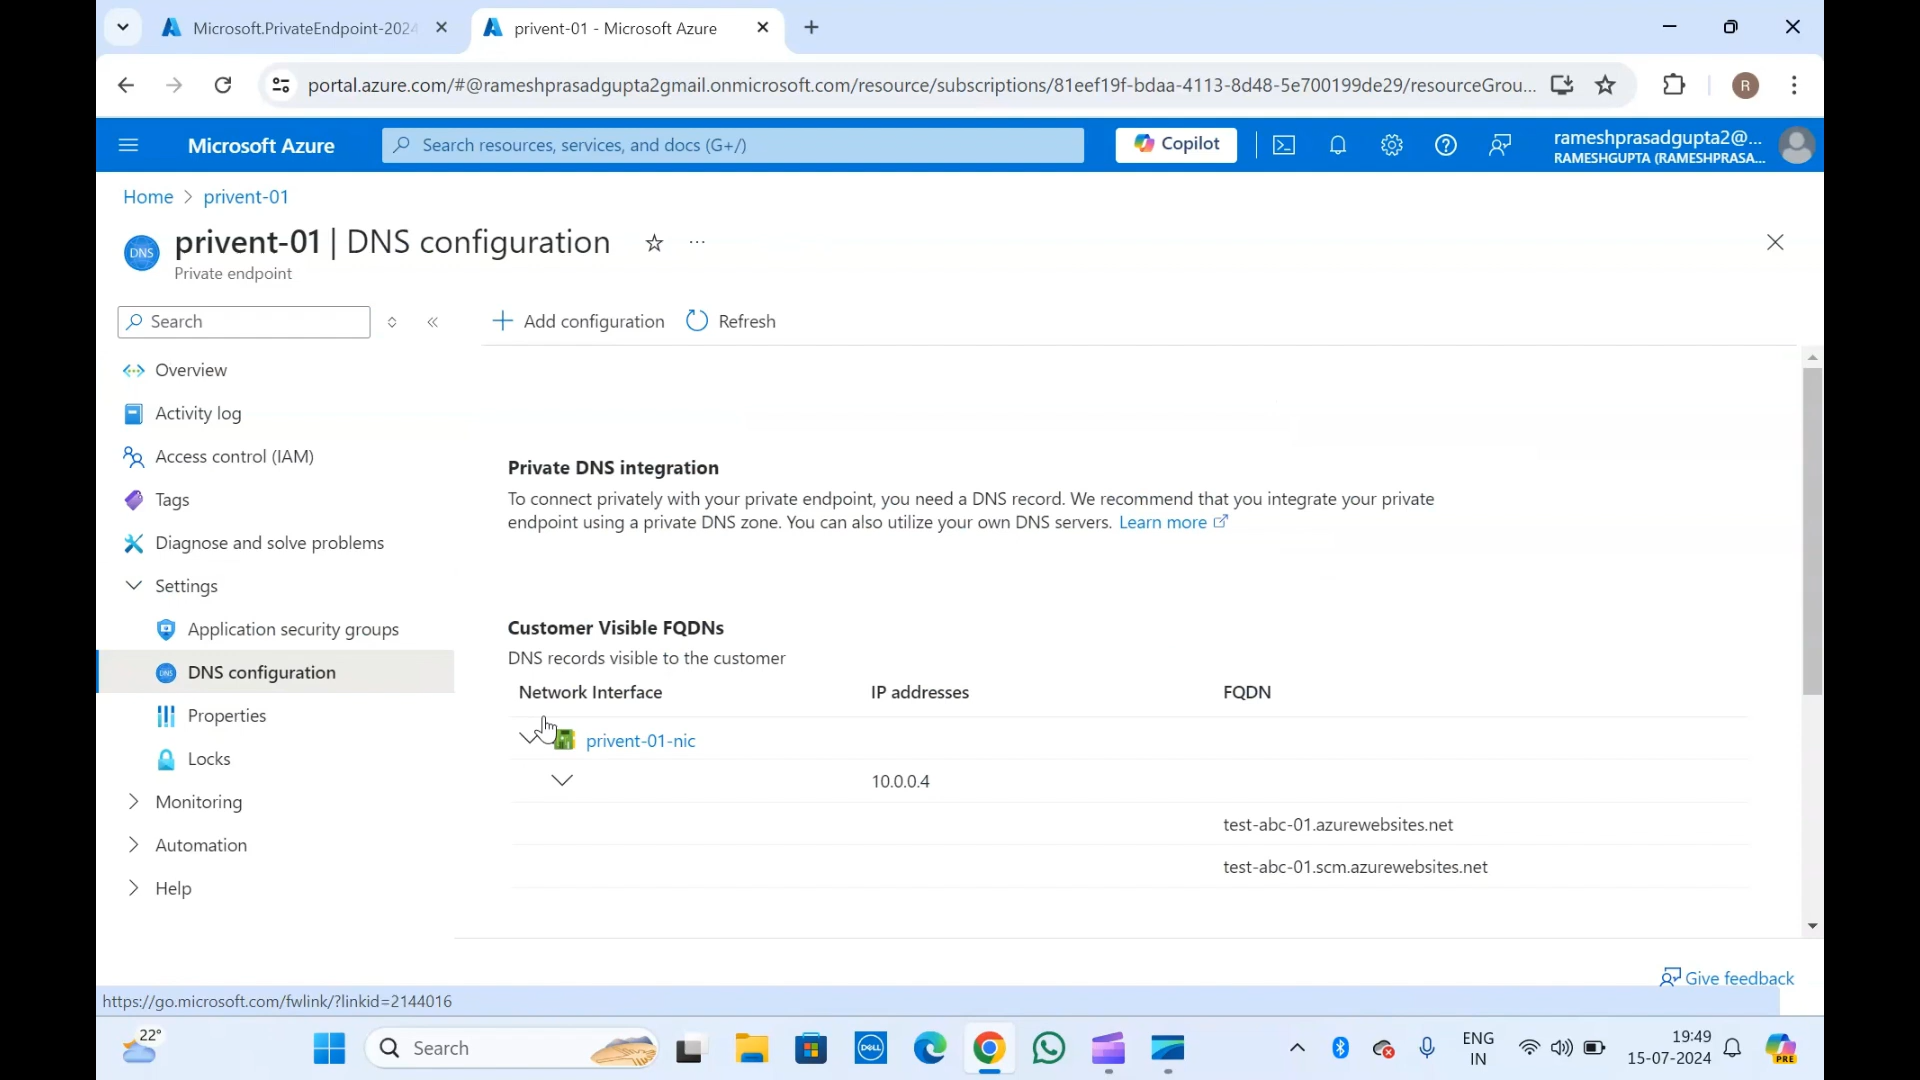 Microsoft.PrivateEndpoint-2024
privent-01 - Microsoft Azure
portal.azure.com/#@rameshprasadgupta2gmail.onmicrosoft.com/resource/subscriptions/81eef19f-bdaa-4113-8d48-5e700199de29/resourceGrou...
R
Microsoft Azure
Search resources, services, and docs (G+/)
Copilot
rameshprasadgupta2@...
RAMESHGUPTA (RAMESHPRASA...
Home > privent-01
DNS
privent-01 | DNS configuration
Private endpoint
Search
Add configuration
Refresh
Overview
Activity log
Access control (IAM)
Tags
Diagnose and solve problems
Settings
Application security groups
DNS configuration
Properties
Locks
Monitoring
Automation
Help
Private DNS integration
To connect privately with your private endpoint, you need a DNS record. We recommend that you integrate your private
endpoint using a private DNS zone. You can also utilize your own DNS servers. Learn more
Customer Visible FQDNs
DNS records visible to the customer
Network Interface IP addresses FQDN
privent-01-nic
10.0.0.4
test-abc-01.azurewebsites.net
test-abc-01.scm.azurewebsites.net
Give feedback
https://go.microsoft.com/fwlink/?linkid=2144016
22°
Search
DELL
ENG
IN
19:49
15-07-2024
PRE